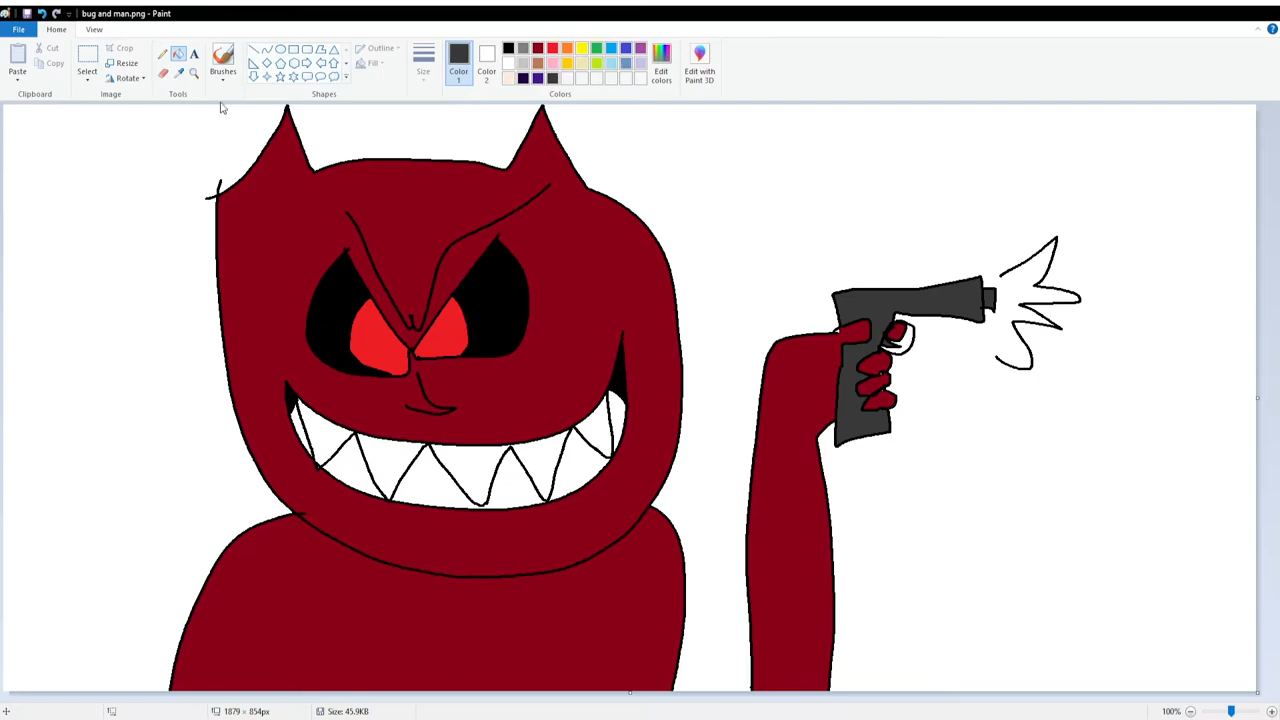 bug and man.png - Paint
File Home View
Cut Crop Outline
Copy Resize Fill
Paste Select Rotate Brushes Size Color 1 Color 2 Edit colors Edit with Paint 3D
Clipboard Image Tools Shapes Colors
1879 × 854px Size: 45.9KB 100%